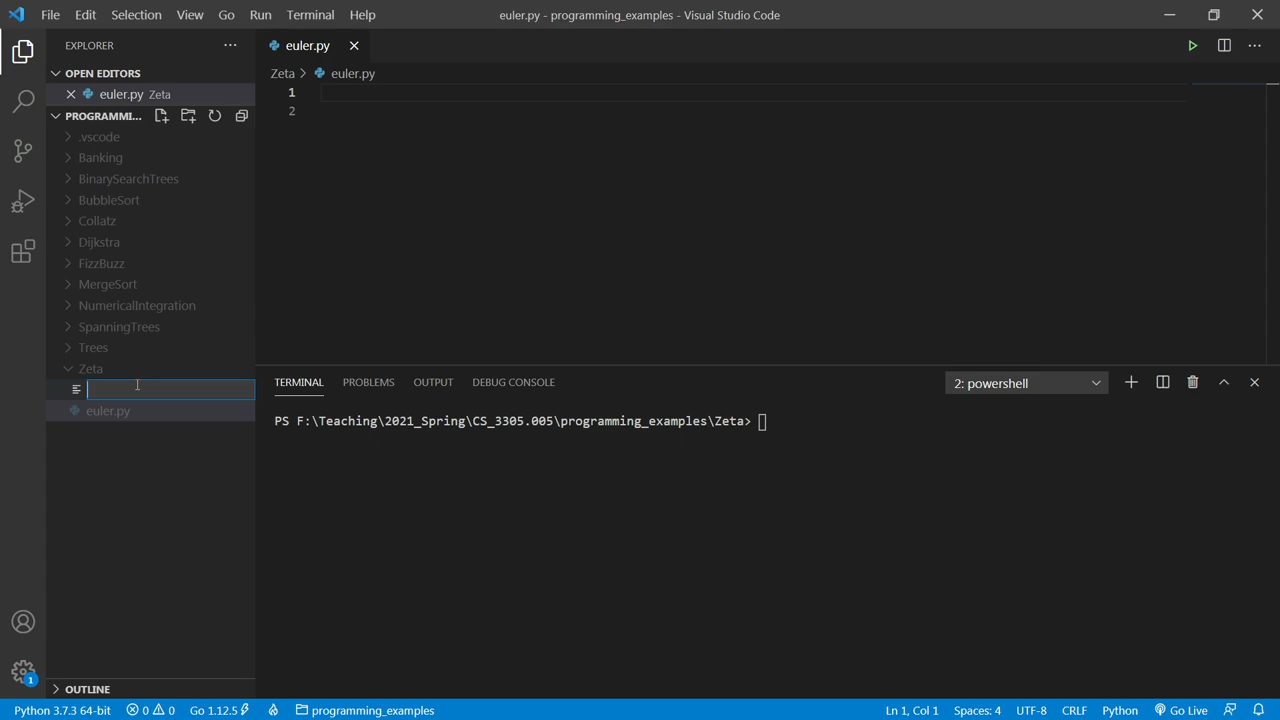 File Edit Selection View Go Run Terminal Help
euler.py - programming_examples - Visual Studio Code
EXPLORER
OPEN EDITORS
euler.py Zeta
PROGRAMMI...
.vscode
Banking
BinarySearchTrees
BubbleSort
Collatz
Dijkstra
FizzBuzz
MergeSort
NumericalIntegration
SpanningTrees
Trees
Zeta
euler.py
OUTLINE
euler.py
Zeta > euler.py
1
2
TERMINAL PROBLEMS OUTPUT DEBUG CONSOLE
2: powershell
PS F:\Teaching\2021_Spring\CS_3305.005\programming_examples\Zeta>
1
Python 3.7.3 64-bit 0 0 Go 1.12.5 programming_examples
Ln 1, Col 1 Spaces: 4 UTF-8 CRLF Python Go Live